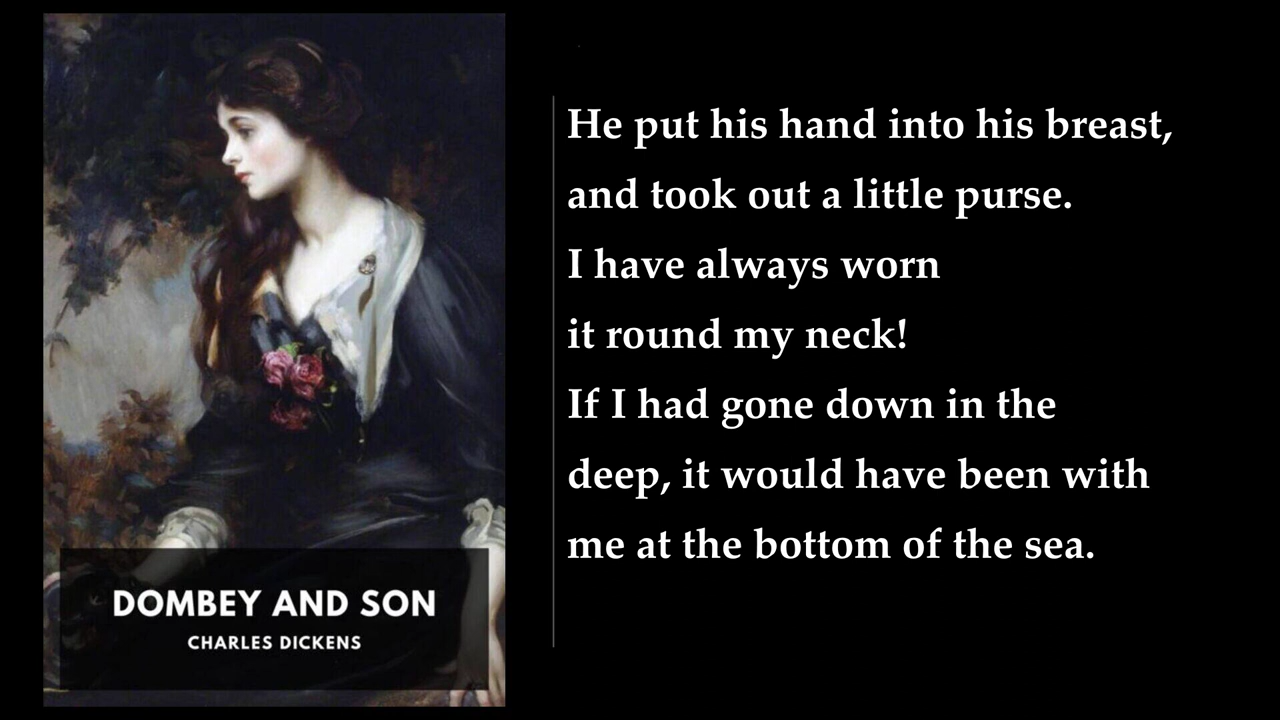 He put his hand into his breast,
and took out a little purse.
I have always worn
it round my neck!
If I had gone down in the
deep, it would have been with
me at the bottom of the sea.
DOMBEY AND SON
CHARLES DICKENS